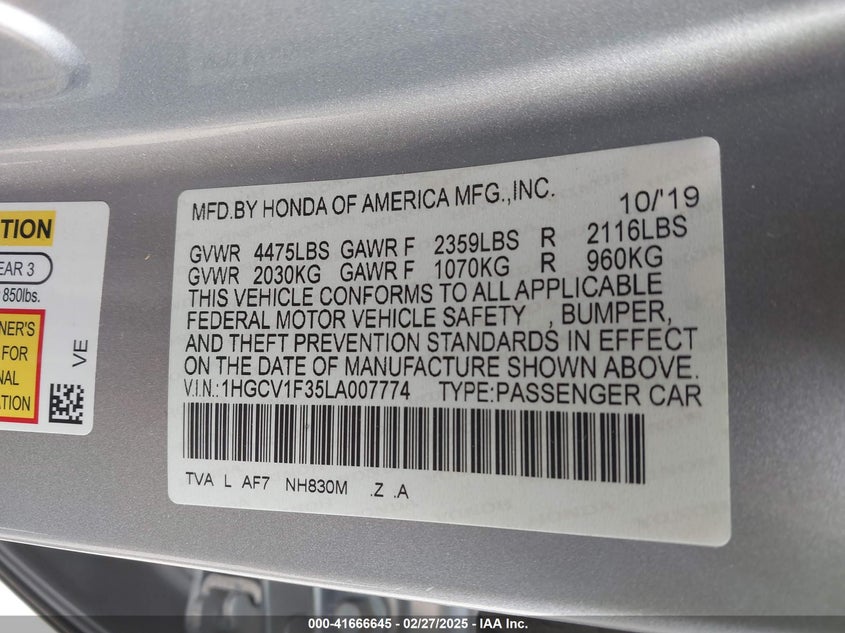 TION
EAR 3
850lbs.
NER'S
FOR
NAL
ATION
VE
MFD.BY HONDA OF AMERICA MFG.,INC. 10/'19
GVWR 4475LBS GAWR F 2359LBS R 2116LBS
GVWR 2030KG GAWR F 1070KG R 960KG
THIS VEHICLE CONFORMS TO ALL APPLICABLE
FEDERAL MOTOR VEHICLE SAFETY , BUMPER,
AND THEFT PREVENTION STANDARDS IN EFFECT
ON THE DATE OF MANUFACTURE SHOWN ABOVE.
V.I.N.:1HGCV1F35LA007774 TYPE:PASSENGER CAR
TVA L AF7 NH830M .Z .A
000-41666645 - 02/27/2025 - IAA Inc.